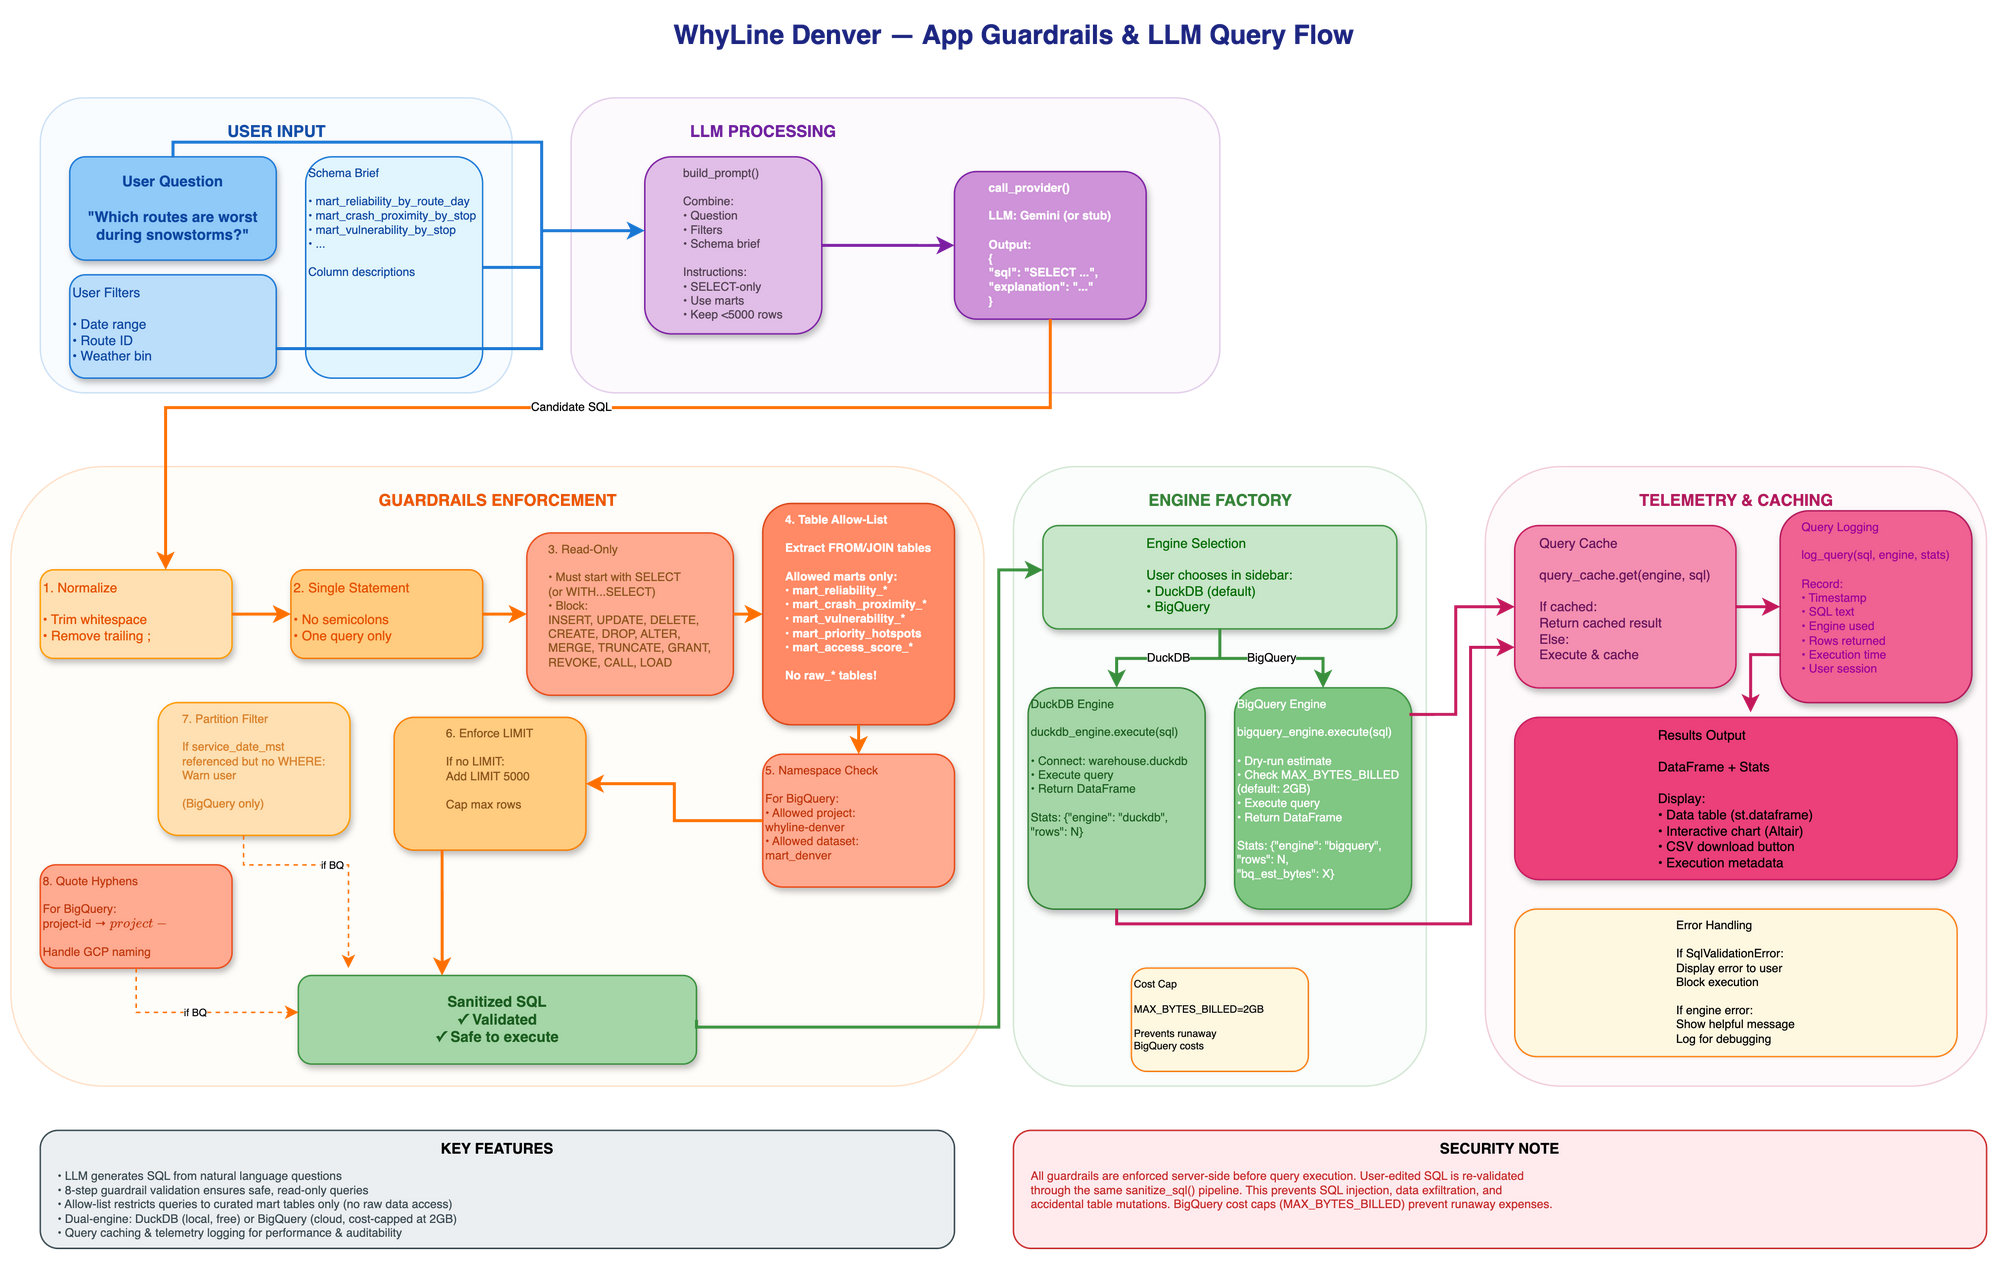 WhyLine Denver — App Guardrails & LLM Query Flow
USER INPUT
User Question
"Which routes are worst
during snowstorms?"
User Filters
• Date range
• Route ID
• Weather bin
Schema Brief
• mart_reliability_by_route_day
• mart_crash_proximity_by_stop
• mart_vulnerability_by_stop
• ...
Column descriptions
LLM PROCESSING
build_prompt()
Combine:
• Question
• Filters
• Schema brief
Instructions:
• SELECT-only
• Use marts
• Keep <5000 rows
call_provider()
LLM: Gemini (or stub)
Output:
{
"sql": "SELECT ...",
"explanation": "..."
}
Candidate SQL
GUARDRAILS ENFORCEMENT
1. Normalize
• Trim whitespace
• Remove trailing ;
2. Single Statement
• No semicolons
• One query only
3. Read-Only
• Must start with SELECT
(or WITH...SELECT)
• Block:
INSERT, UPDATE, DELETE,
CREATE, DROP, ALTER,
MERGE, TRUNCATE, GRANT,
REVOKE, CALL, LOAD
4. Table Allow-List
Extract FROM/JOIN tables
Allowed marts only:
• mart_reliability_*
• mart_crash_proximity_*
• mart_vulnerability_*
• mart_priority_hotspots
• mart_access_score_*
No raw_* tables!
5. Namespace Check
For BigQuery:
• Allowed project:
whyline-denver
• Allowed dataset:
mart_denver
6. Enforce LIMIT
If no LIMIT:
Add LIMIT 5000
Cap max rows
7. Partition Filter
If service_date_mst
referenced but no WHERE:
Warn user
(BigQuery only)
if BQ
8. Quote Hyphens
For BigQuery:
project-id → project −
Handle GCP naming
if BQ
Sanitized SQL
✓ Validated
✓ Safe to execute
ENGINE FACTORY
Engine Selection
User chooses in sidebar:
• DuckDB (default)
• BigQuery
DuckDB
BigQuery
DuckDB Engine
duckdb_engine.execute(sql)
• Connect: warehouse.duckdb
• Execute query
• Return DataFrame
Stats: {"engine": "duckdb",
"rows": N}
BigQuery Engine
bigquery_engine.execute(sql)
• Dry-run estimate
• Check MAX_BYTES_BILLED
(default: 2GB)
• Execute query
• Return DataFrame
Stats: {"engine": "bigquery",
"rows": N,
"bq_est_bytes": X}
Cost Cap
MAX_BYTES_BILLED=2GB
Prevents runaway
BigQuery costs
TELEMETRY & CACHING
Query Cache
query_cache.get(engine, sql)
If cached:
Return cached result
Else:
Execute & cache
Query Logging
log_query(sql, engine, stats)
Record:
• Timestamp
• SQL text
• Engine used
• Rows returned
• Execution time
• User session
Results Output
DataFrame + Stats
Display:
• Data table (st.dataframe)
• Interactive chart (Altair)
• CSV download button
• Execution metadata
Error Handling
If SqlValidationError:
Display error to user
Block execution
If engine error:
Show helpful message
Log for debugging
KEY FEATURES
• LLM generates SQL from natural language questions
• 8-step guardrail validation ensures safe, read-only queries
• Allow-list restricts queries to curated mart tables only (no raw data access)
• Dual-engine: DuckDB (local, free) or BigQuery (cloud, cost-capped at 2GB)
• Query caching & telemetry logging for performance & auditability
SECURITY NOTE
All guardrails are enforced server-side before query execution. User-edited SQL is re-validated
through the same sanitize_sql() pipeline. This prevents SQL injection, data exfiltration, and
accidental table mutations. BigQuery cost caps (MAX_BYTES_BILLED) prevent runaway expenses.